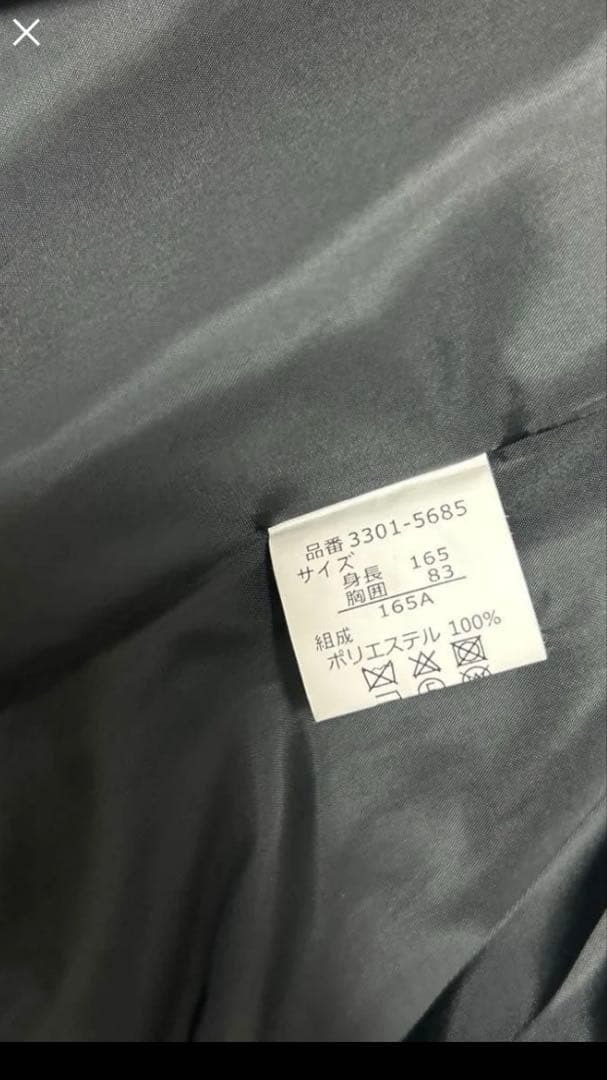 品番 3301-5685
サイズ
身長 165
胸囲 83
165A
組成
ポリエステル 100%